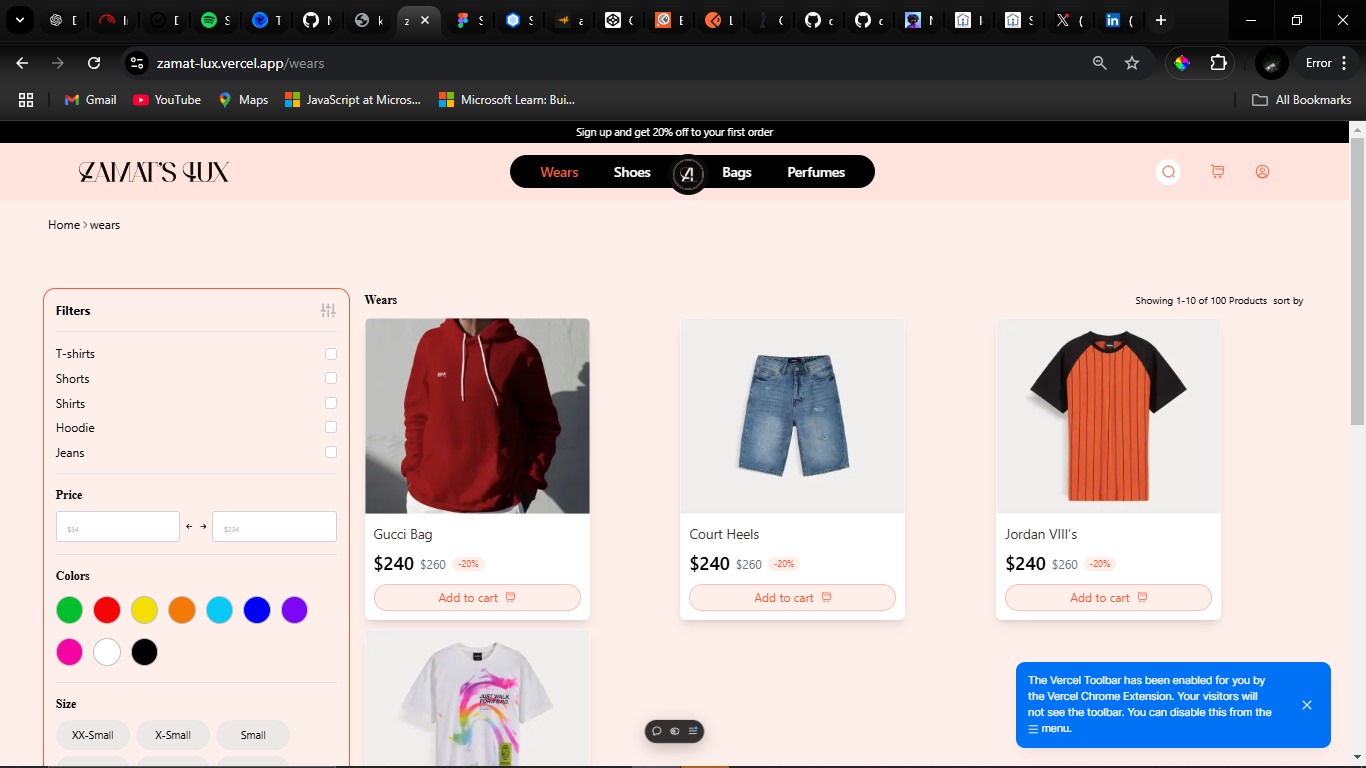 zamat-lux.vercel.app/wears
Error
Gmail
YouTube
Maps
JavaScript at Micros...
Microsoft Learn: Bui...
All Bookmarks
Sign up and get 20% off to your first order
ZAMAT'S LUX
Wears
Shoes
Bags
Perfumes
Home > wears
Filters
T-shirts
Shorts
Shirts
Hoodie
Jeans
Price
$34
$234
Colors
Size
XX-Small
X-Small
Small
Wears
Showing 1-10 of 100 Products sort by
Gucci Bag
$240 $260 -20%
Add to cart
Court Heels
$240 $260 -20%
Add to cart
Jordan VIII's
$240 $260 -20%
Add to cart
JUST WALK
FORWARD.
The Vercel Toolbar has been enabled for you by
the Vercel Chrome Extension. Your visitors will
not see the toolbar. You can disable this from the
menu.